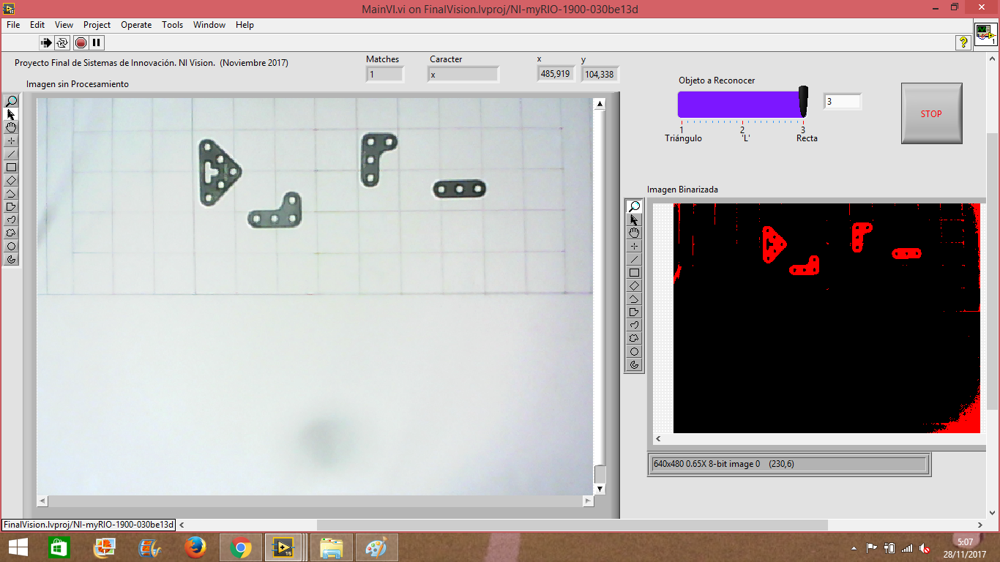 MainVI.vi on FinalVision.lvproj/NI-myRIO-1900-030be13d
File Edit View Project Operate Tools Window Help
Proyecto Final de Sistemas de Innovación. NI Vision. (Noviembre 2017)
Matches
1
Caracter
x
x
485,919
y
104,338
Imagen sin Procesamiento
Objeto a Reconocer
3
1 2 3
Triángulo 'L' Recta
STOP
Imagen Binarizada
640x480 0.65X 8-bit image 0 (230,6)
FinalVision.lvproj/NI-myRIO-1900-030be13d
5:07
28/11/2017